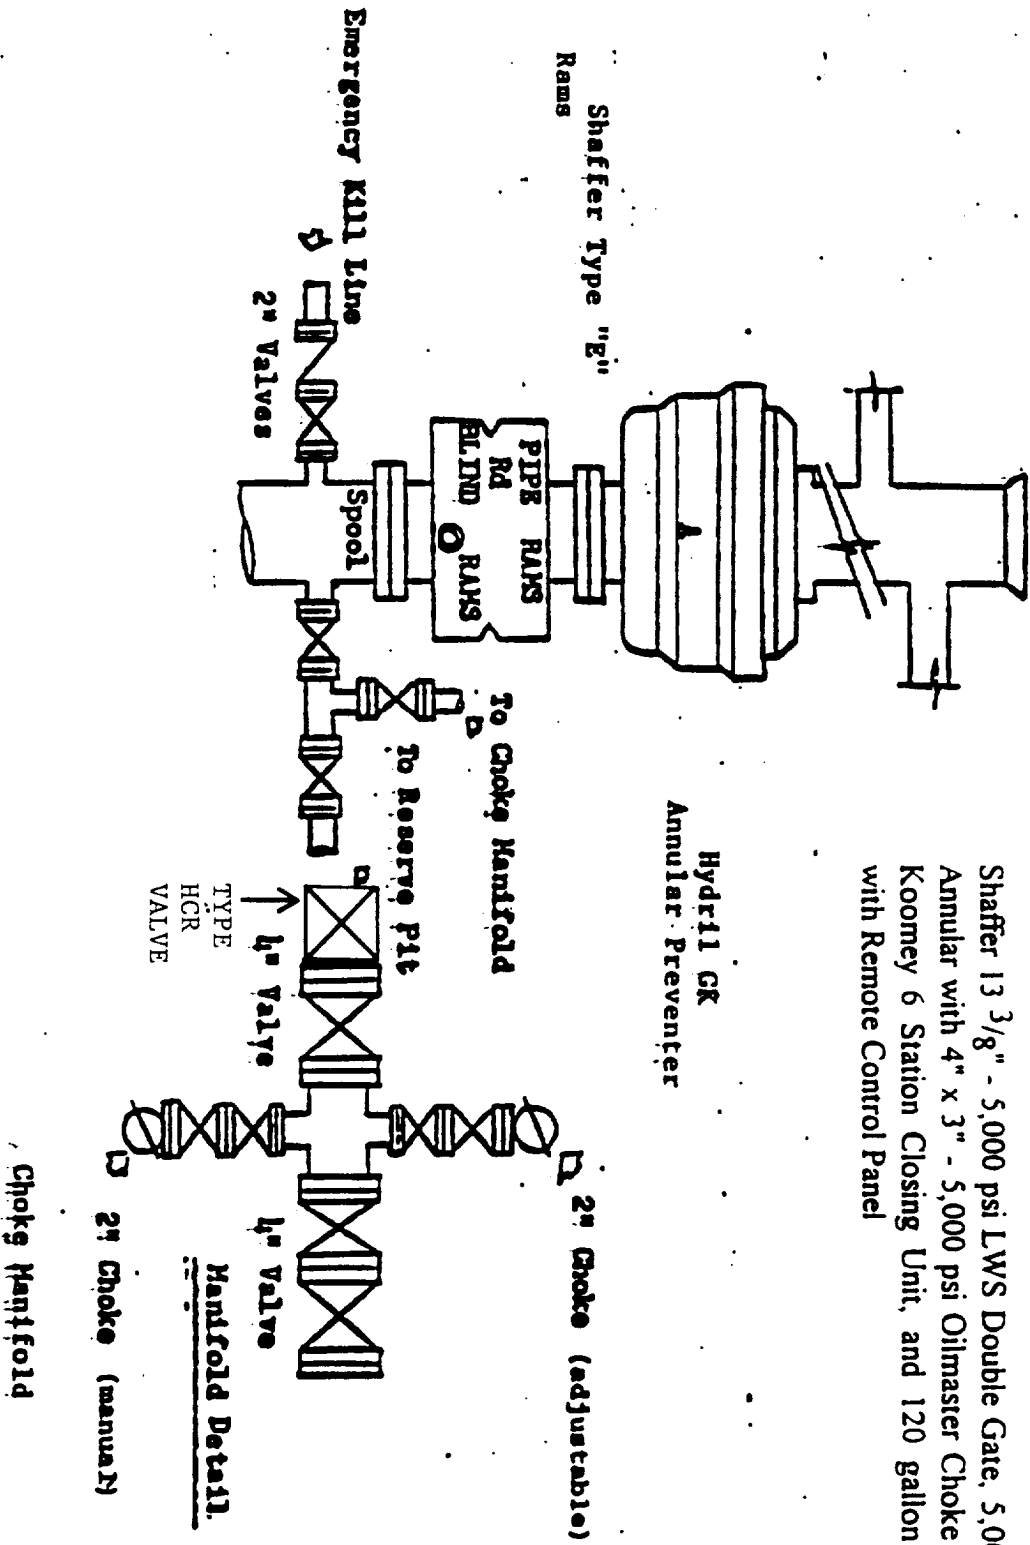 Shaffer 13 3/8" - 5,000 psi LWS Double Gate, 5,0
Annular with 4" x 3" - 5,000 psi Oilmaster Choke
Koomey 6 Station Closing Unit, and 120 gallon
with Remote Control Panel
Hydril GK
Annular Preventer
Shaffer Type "E"
Rams
A
PIPE RAMS
Rd
BLIND RAMS
Spool
Emergency Kill Line
2" Valves
To Choke Manifold
To Reserve Pit
TYPE
HCR
VALVE
4" Valve
4" Valve
2" Choke (adjustable)
2" Choke (manual)
Manifold Detail
Choke Manifold